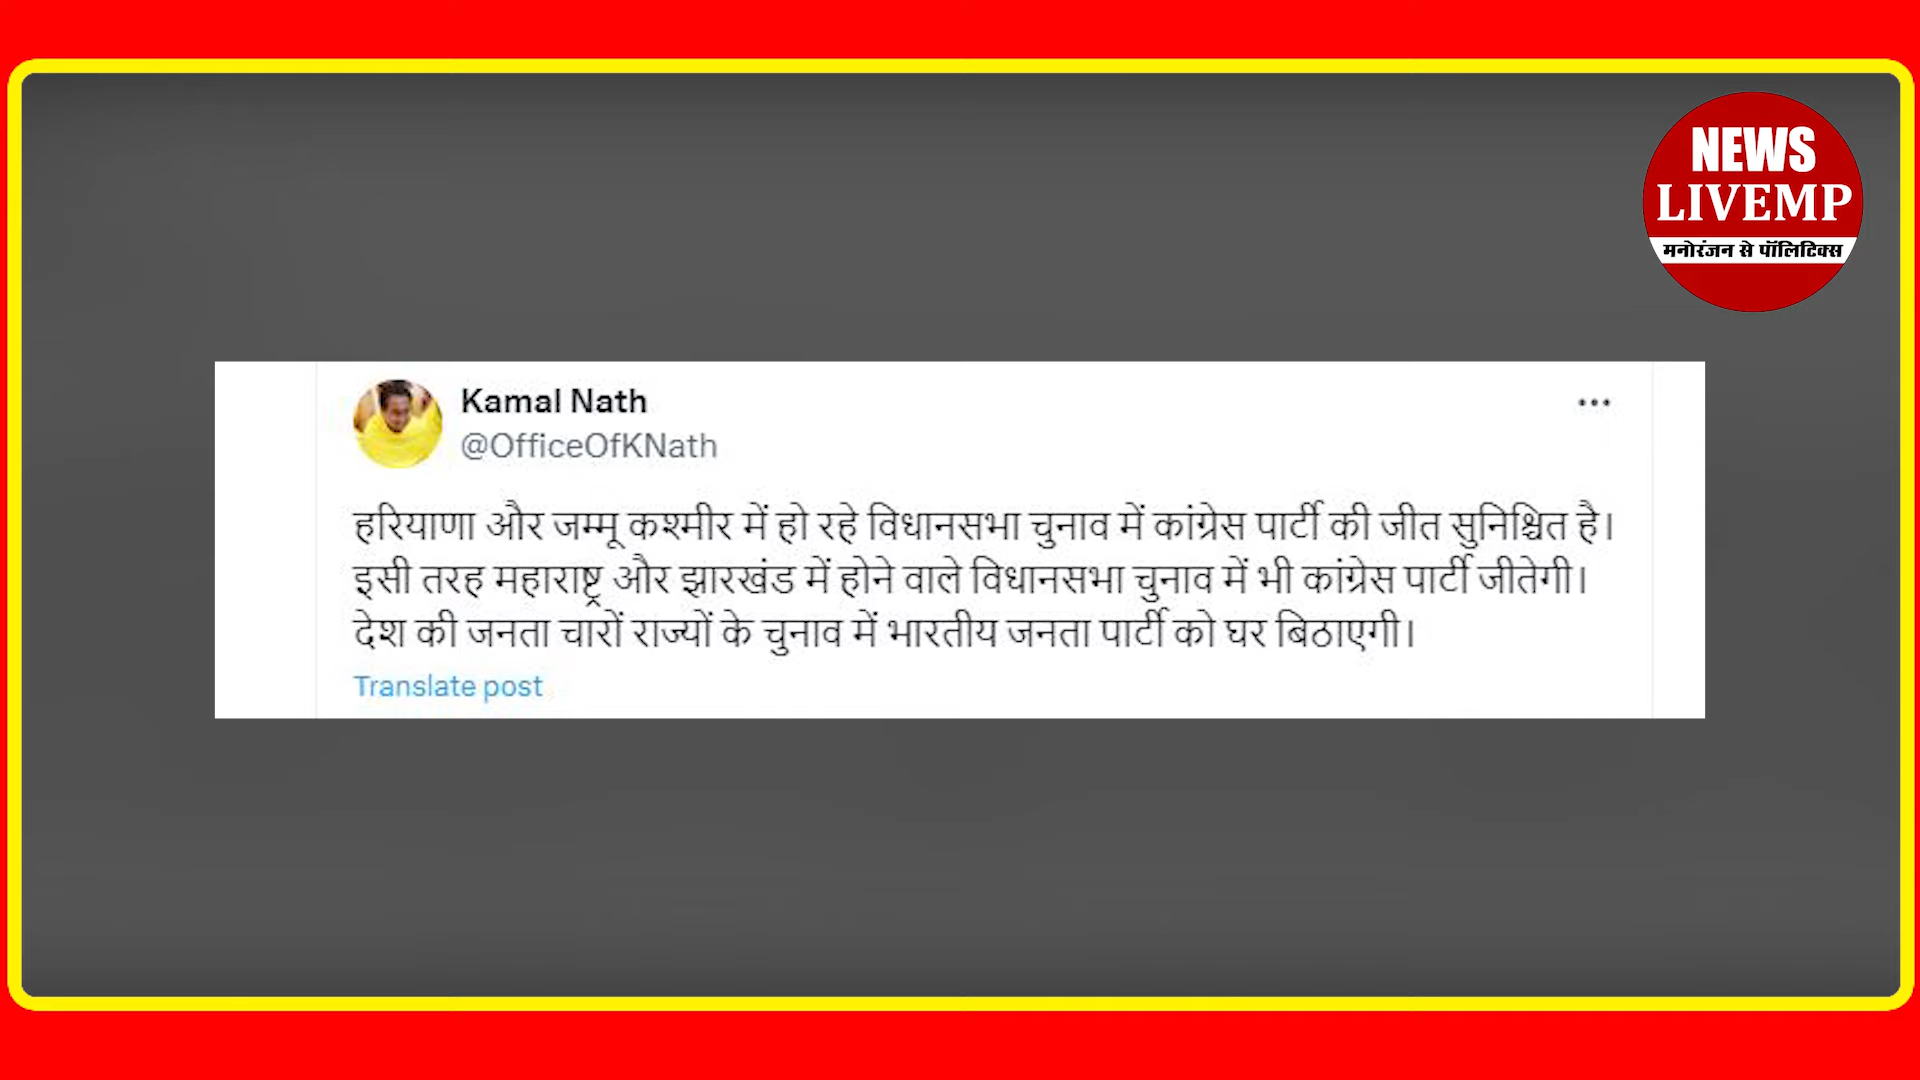 NEWS
LIVEMP
मनोरंजन से पॉलिटिक्स
Kamal Nath
@OfficeOfKNath
हरियाणा और जम्मू कश्मीर में हो रहे विधानसभा चुनाव में कांग्रेस पार्टी की जीत सुनिश्चित है।
इसी तरह महाराष्ट्र और झारखंड में होने वाले विधानसभा चुनाव में भी कांग्रेस पार्टी जीतेगी।
देश की जनता चारों राज्यों के चुनाव में भारतीय जनता पार्टी को घर बिठाएगी।
Translate post